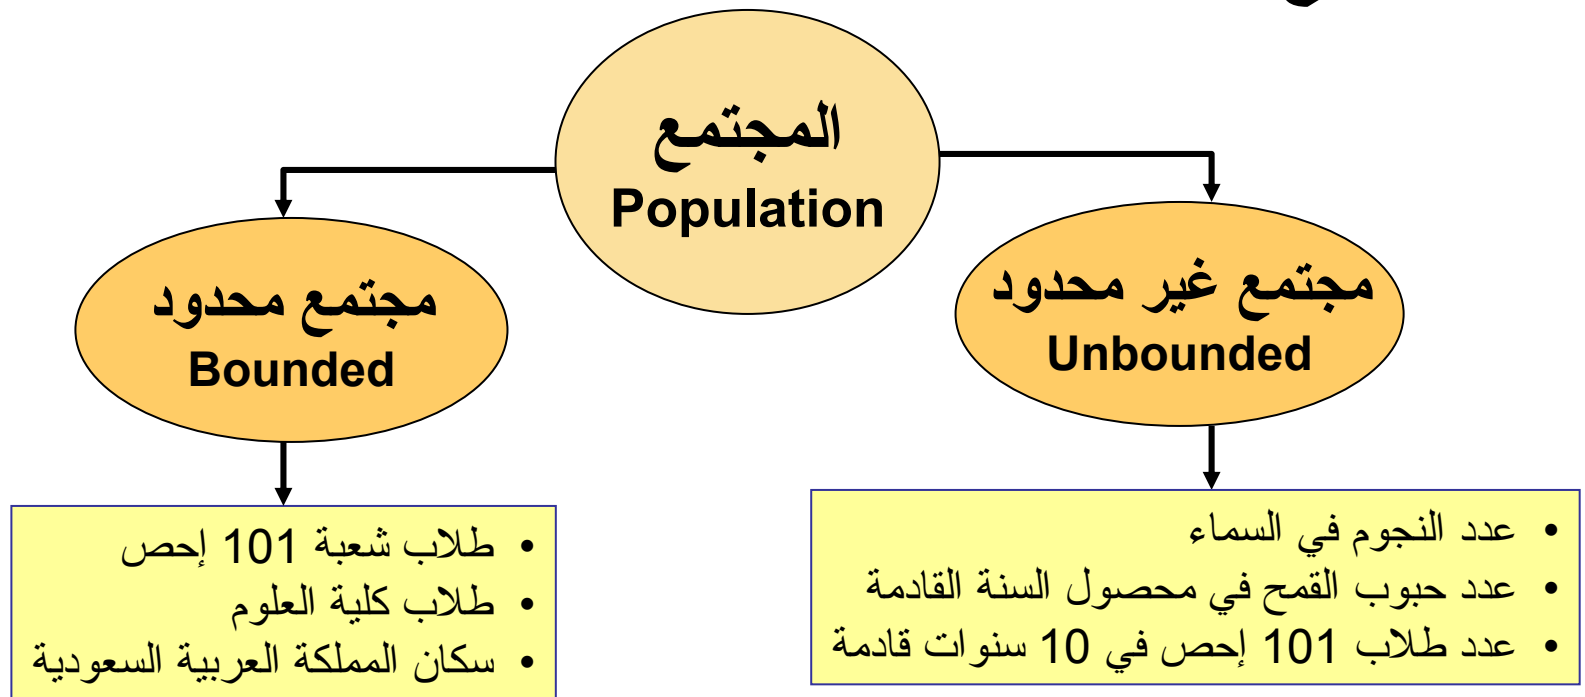 المجتمع
Population
مجتمع غير محدود
Unbounded
• عدد النجوم في السماء
• عدد حبوب القمح في محصول السنة القادمة
• عدد طلاب 101 إحص في 10 سنوات قادمة
مجتمع محدود
Bounded
• طلاب شعبة 101 إحص
• طلاب كلية العلوم
• سكان المملكة العربية السعودية